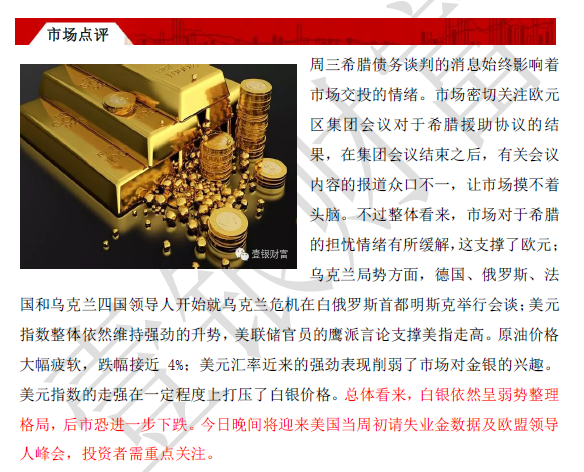 市场点评
周三希腊债务谈判的消息始终影响着
市场交投的情绪。市场密切关注欧元
区集团会议对于希腊援助协议的结
果，在集团会议结束之后，有关会议
内容的报道众口不一，让市场摸不着
头脑。不过整体看来，市场对于希腊
的担忧情绪有所缓解，这支撑了欧元；
乌克兰局势方面，德国、俄罗斯、法
国和乌克兰四国领导人开始就乌克兰危机在白俄罗斯首都明斯克举行会谈；美元
指数整体依然维持强劲的升势，美联储官员的鹰派言论支撑美指走高。原油价格
大幅疲软，跌幅接近 4%；美元汇率近来的强劲表现削弱了市场对金银的兴趣。
美元指数的走强在一定程度上打压了白银价格。总体看来，白银依然呈弱势整理
格局，后市恐进一步下跌。今日晚间将迎来美国当周初请失业金数据及欧盟领导
人峰会，投资者需重点关注。
壹银财富
壹银财富